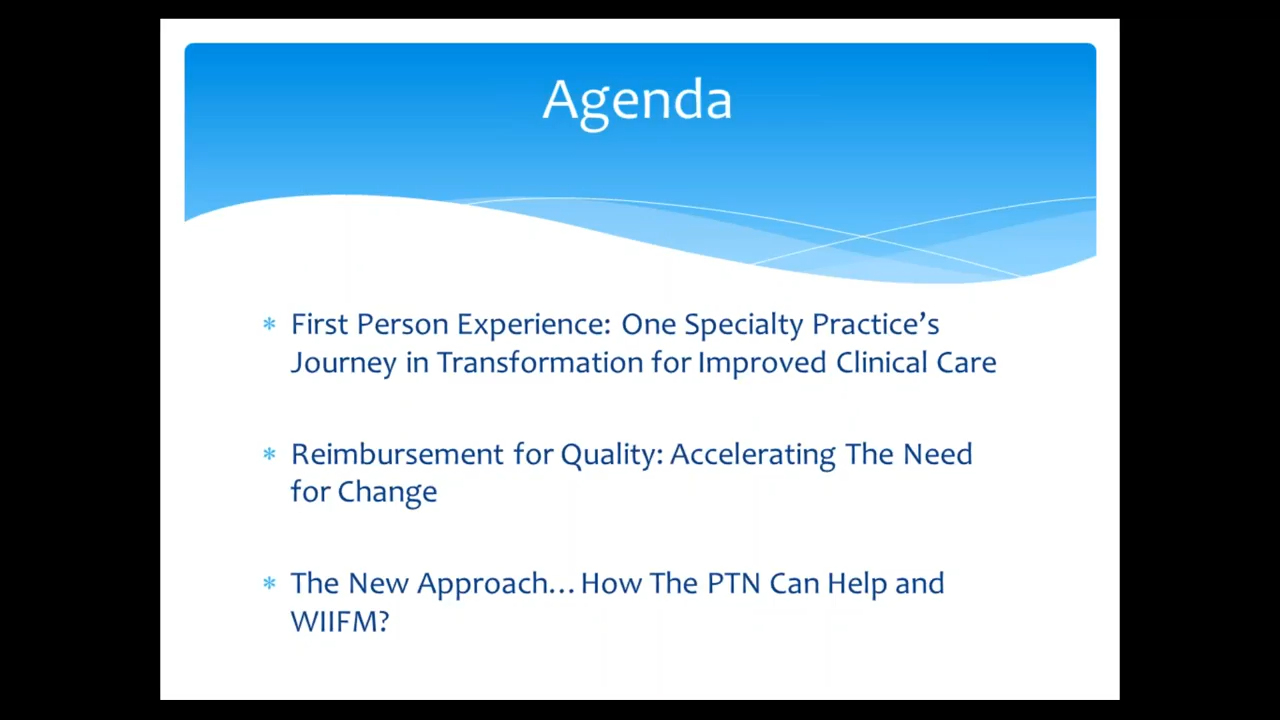 Agenda
* First Person Experience: One Specialty Practice’s
Journey in Transformation for Improved Clinical Care
* Reimbursement for Quality: Accelerating The Need
for Change
* The New Approach… How The PTN Can Help and
WIIFM?